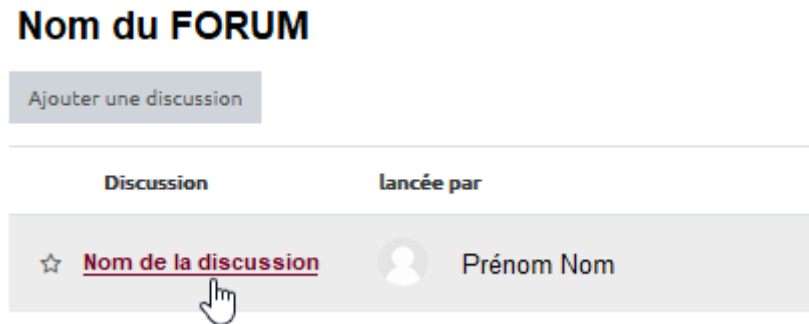 Nom du FORUM
Ajouter une discussion
Discussion lancée par
Nom de la discussion Prénom Nom